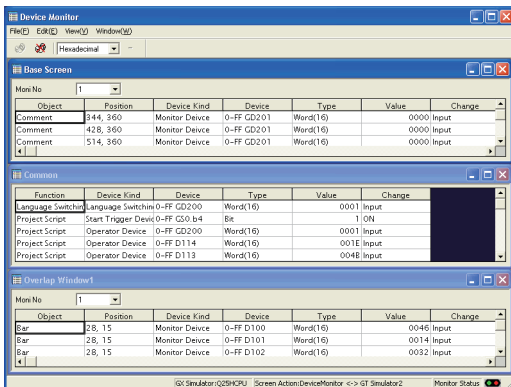 Device Monitor
File(F) Edit(E) View(V) Window(W)
Hexadecimal
Base Screen
Moni No 1
Object Position Device Kind Device Type Value Change
Comment 344, 360 Monitor Deivce 0-FF GD201 Word(16) 0000 Input
Comment 428, 360 Monitor Deivce 0-FF GD201 Word(16) 0000 Input
Comment 514, 360 Monitor Deivce 0-FF GD201 Word(16) 0000 Input
Common
Function Device Kind Device Type Value Change
Language Switchin Language Switchin 0-FF GD200 Word(16) 0001 Input
Project Script Start Trigger Devic 0-FF GS0.b4 Bit 1 ON
Project Script Operator Device 0-FF GD200 Word(16) 0001 Input
Project Script Operator Device 0-FF D114 Word(16) 001E Input
Project Script Operator Device 0-FF D113 Word(16) 004B Input
Overlap Window1
Moni No 1
Object Position Device Kind Device Type Value Change
Bar 28, 15 Monitor Deivce 0-FF D100 Word(16) 0046 Input
Bar 28, 15 Monitor Deivce 0-FF D101 Word(16) 0014 Input
Bar 28, 15 Monitor Deivce 0-FF D102 Word(16) 0032 Input
GX Simulator:Q25HCPU Screen Action:DeviceMonitor <-> GT Simulator2 Monitor Status